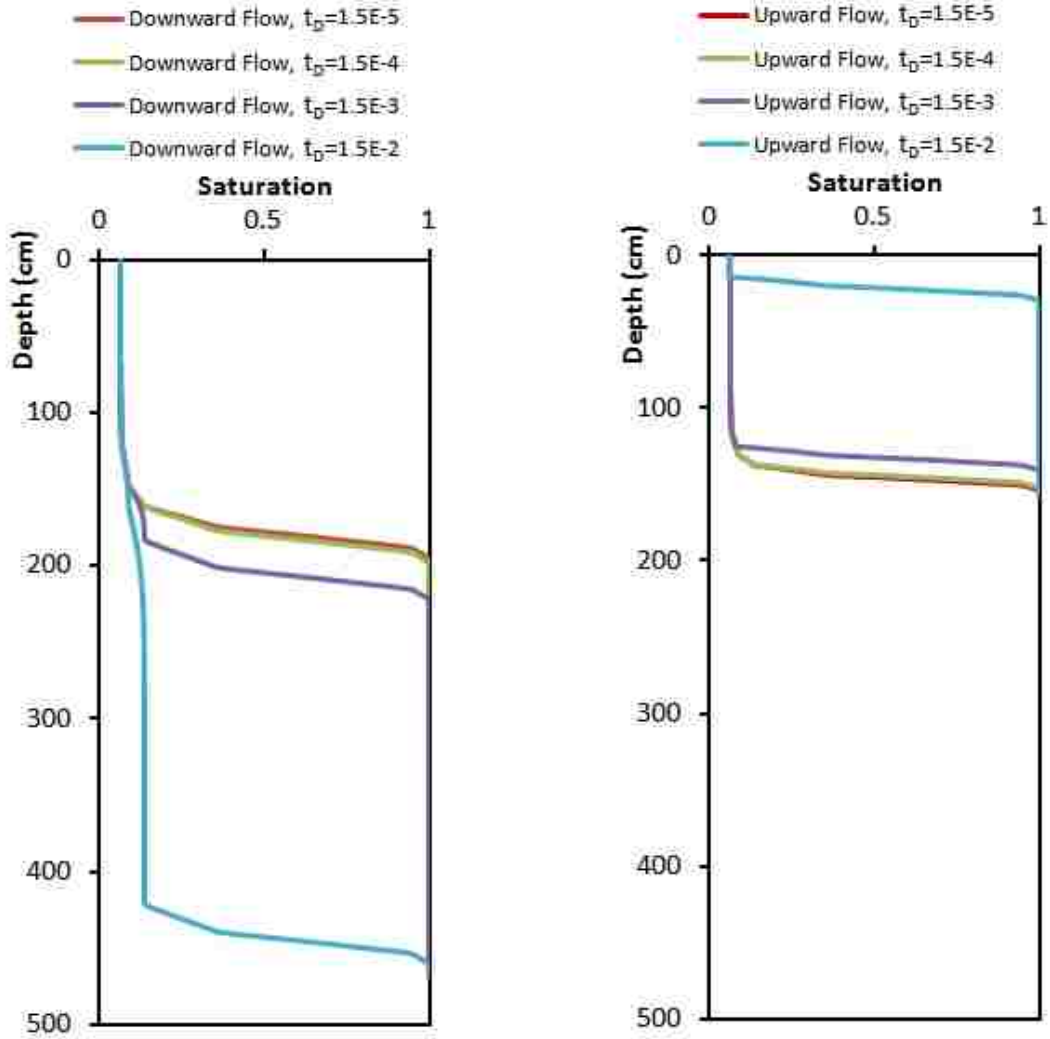 Downward Flow, tD=1.5E-5
Downward Flow, tD=1.5E-4
Downward Flow, tD=1.5E-3
Downward Flow, tD=1.5E-2
Saturation
0 0.5 1
Depth (cm)
0
100
200
300
400
500
Upward Flow, tD=1.5E-5
Upward Flow, tD=1.5E-4
Upward Flow, tD=1.5E-3
Upward Flow, tD=1.5E-2
Saturation
0 0.5 1
Depth (cm)
0
100
200
300
400
500